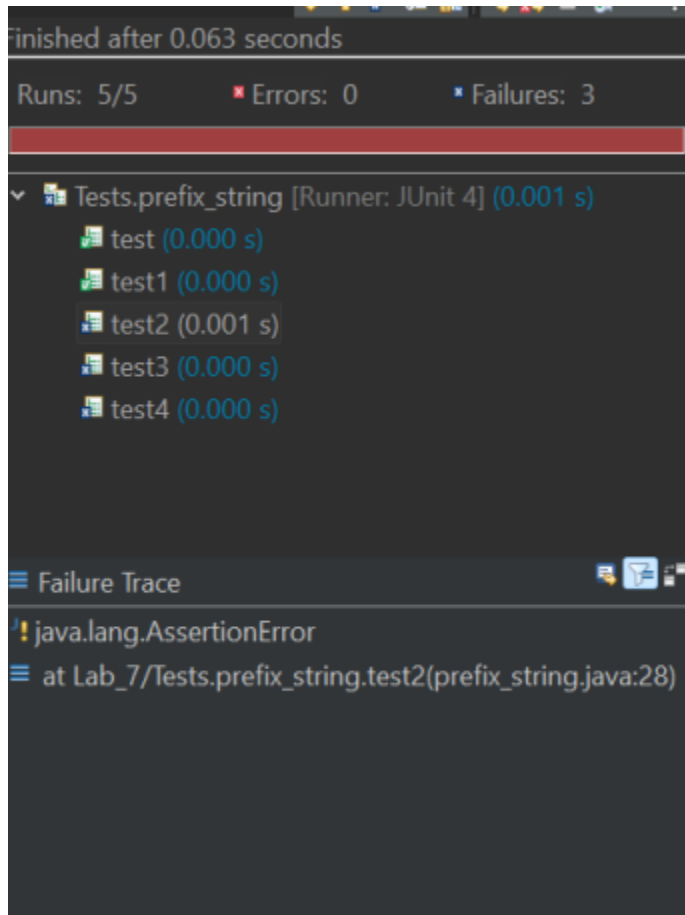 Finished after 0.063 seconds
Runs: 5/5 Errors: 0 Failures: 3
Tests.prefix_string [Runner: JUnit 4] (0.001 s)
test (0.000 s)
test1 (0.000 s)
test2 (0.001 s)
test3 (0.000 s)
test4 (0.000 s)
Failure Trace
java.lang.AssertionError
at Lab_7/Tests.prefix_string.test2(prefix_string.java:28)